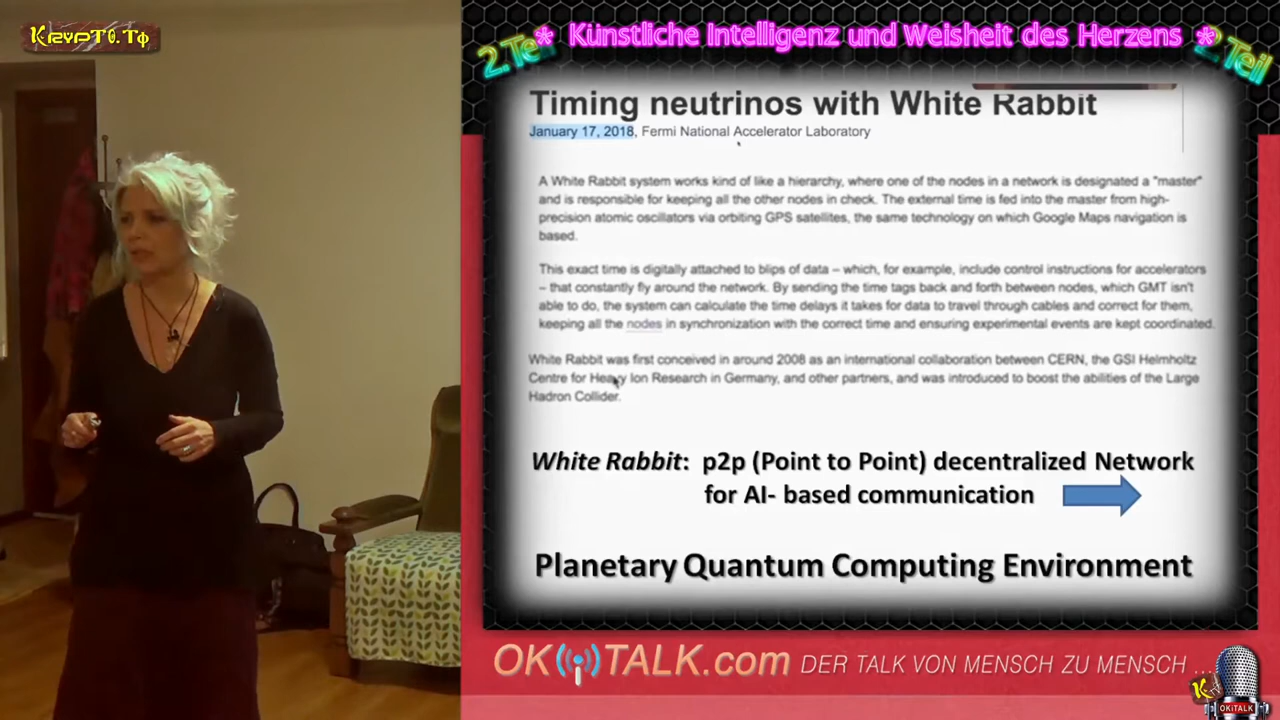 KrypT0.Tφ
2.Tei
* Künstliche Intelligenz und Weisheit des Herzens *
2.Teil
Timing neutrinos with White Rabbit
January 17, 2018, Fermi National Accelerator Laboratory
A White Rabbit system works kind of like a hierarchy, where one of the nodes in a network is designated a "master"
and is responsible for keeping all the other nodes in check. The external time is fed into the master from high-
precision atomic oscillators via orbiting GPS satellites, the same technology on which Google Maps navigation is
based.
This exact time is digitally attached to blips of data – which, for example, include control instructions for accelerators
– that constantly fly around the network. By sending the time tags back and forth between nodes, which GMT isn't
able to do, the system can calculate the time delays it takes for data to travel through cables and correct for them,
keeping all the nodes in synchronization with the correct time and ensuring experimental events are kept coordinated.
White Rabbit was first conceived in around 2008 as an international collaboration between CERN, the GSI Helmholtz
Centre for Heavy Ion Research in Germany, and other partners, and was introduced to boost the abilities of the Large
Hadron Collider.
White Rabbit: p2p (Point to Point) decentralized Network
for AI- based communication
Planetary Quantum Computing Environment
OKiTALK.com DER TALK VON MENSCH ZU MENSCH ...
OKiTALK